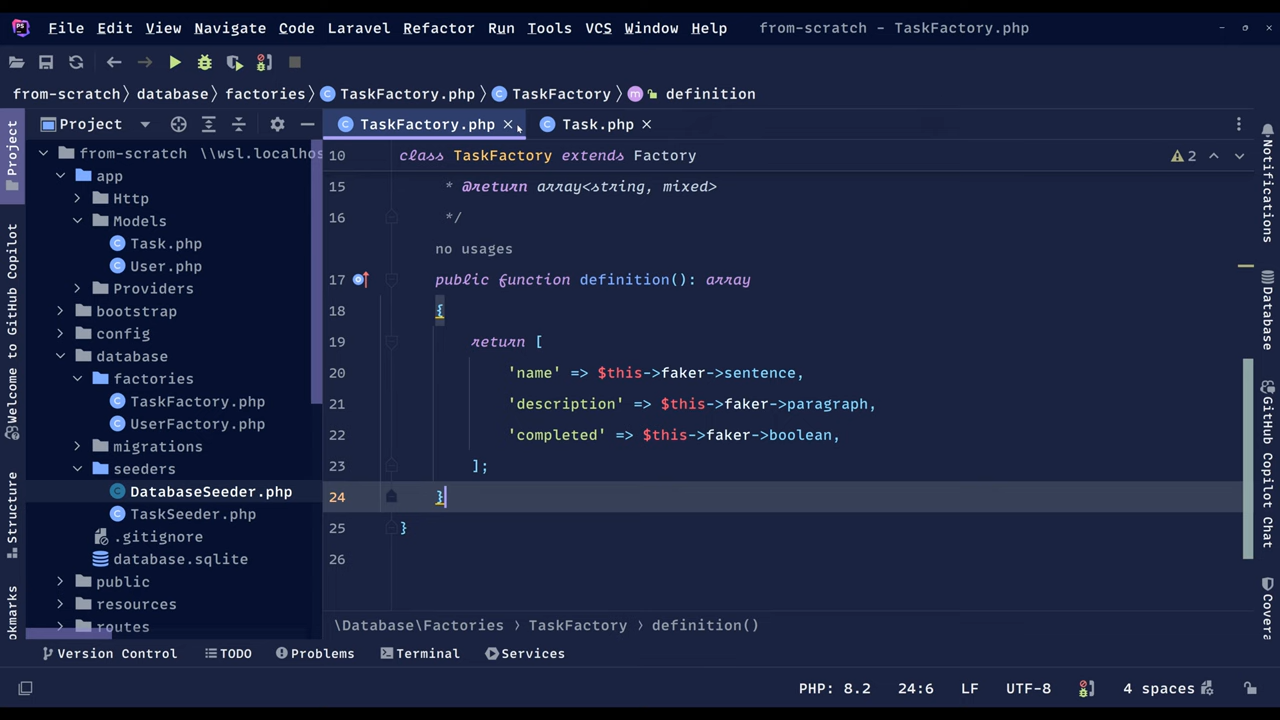 File Edit View Navigate Code Laravel Refactor Run Tools VCS Window Help from-scratch – TaskFactory.php
from-scratch database factories TaskFactory.php TaskFactory definition
Project
TaskFactory.php
Task.php
from-scratch \\wsl.localhos
app
Http
Models
Task.php
User.php
Providers
bootstrap
config
database
factories
TaskFactory.php
UserFactory.php
migrations
seeders
DatabaseSeeder.php
TaskSeeder.php
.gitignore
database.sqlite
public
resources
routes
10 class TaskFactory extends Factory
2
15 * @return array<string, mixed>
16 */
no usages
17 public function definition(): array
18 {
19 return [
20 'name' => $this->faker->sentence,
21 'description' => $this->faker->paragraph,
22 'completed' => $this->faker->boolean,
23 ];
24 }
25 }
26
\Database\Factories › TaskFactory › definition()
Project
Welcome to GitHub Copilot
Structure
okmarks
Notifications
Database
GitHub Copilot Chat
Covera
Version Control TODO Problems Terminal Services
PHP: 8.2 24:6 LF UTF-8 4 spaces